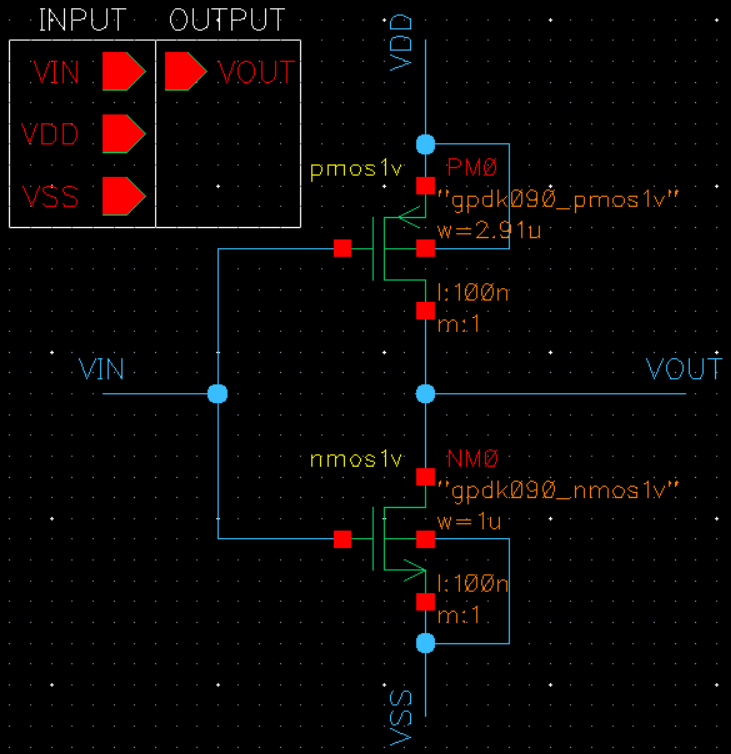 INPUT OUTPUT
VIN VOUT
VDD
VSS
VDD
pmos1v PM0
"gpdk090_pmos1v"
w=2.91u
l:100n
m:1
VIN VOUT
nmos1v NM0
"gpdk090_nmos1v"
w=1u
l:100n
m:1
VSS